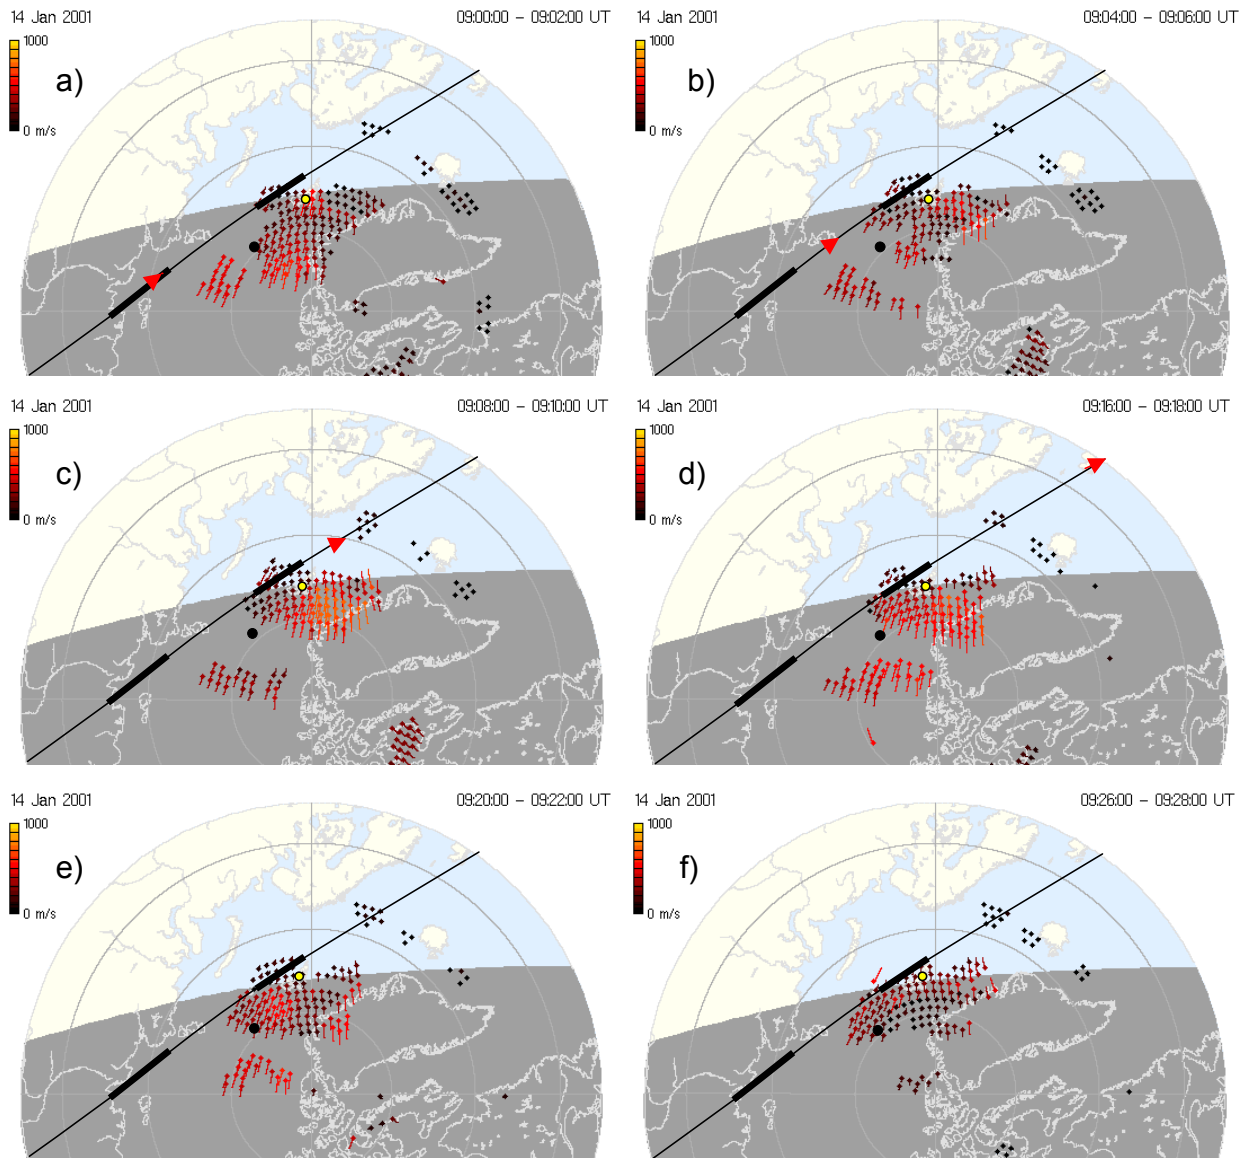 14 Jan 2001 09:00:00 – 09:02:00 UT
1000
a)
0 m/s
14 Jan 2001 09:04:00 – 09:06:00 UT
1000
b)
0 m/s
14 Jan 2001 09:08:00 – 09:10:00 UT
1000
c)
0 m/s
14 Jan 2001 09:16:00 – 09:18:00 UT
1000
d)
0 m/s
14 Jan 2001 09:20:00 – 09:22:00 UT
1000
e)
0 m/s
14 Jan 2001 09:26:00 – 09:28:00 UT
1000
f)
0 m/s